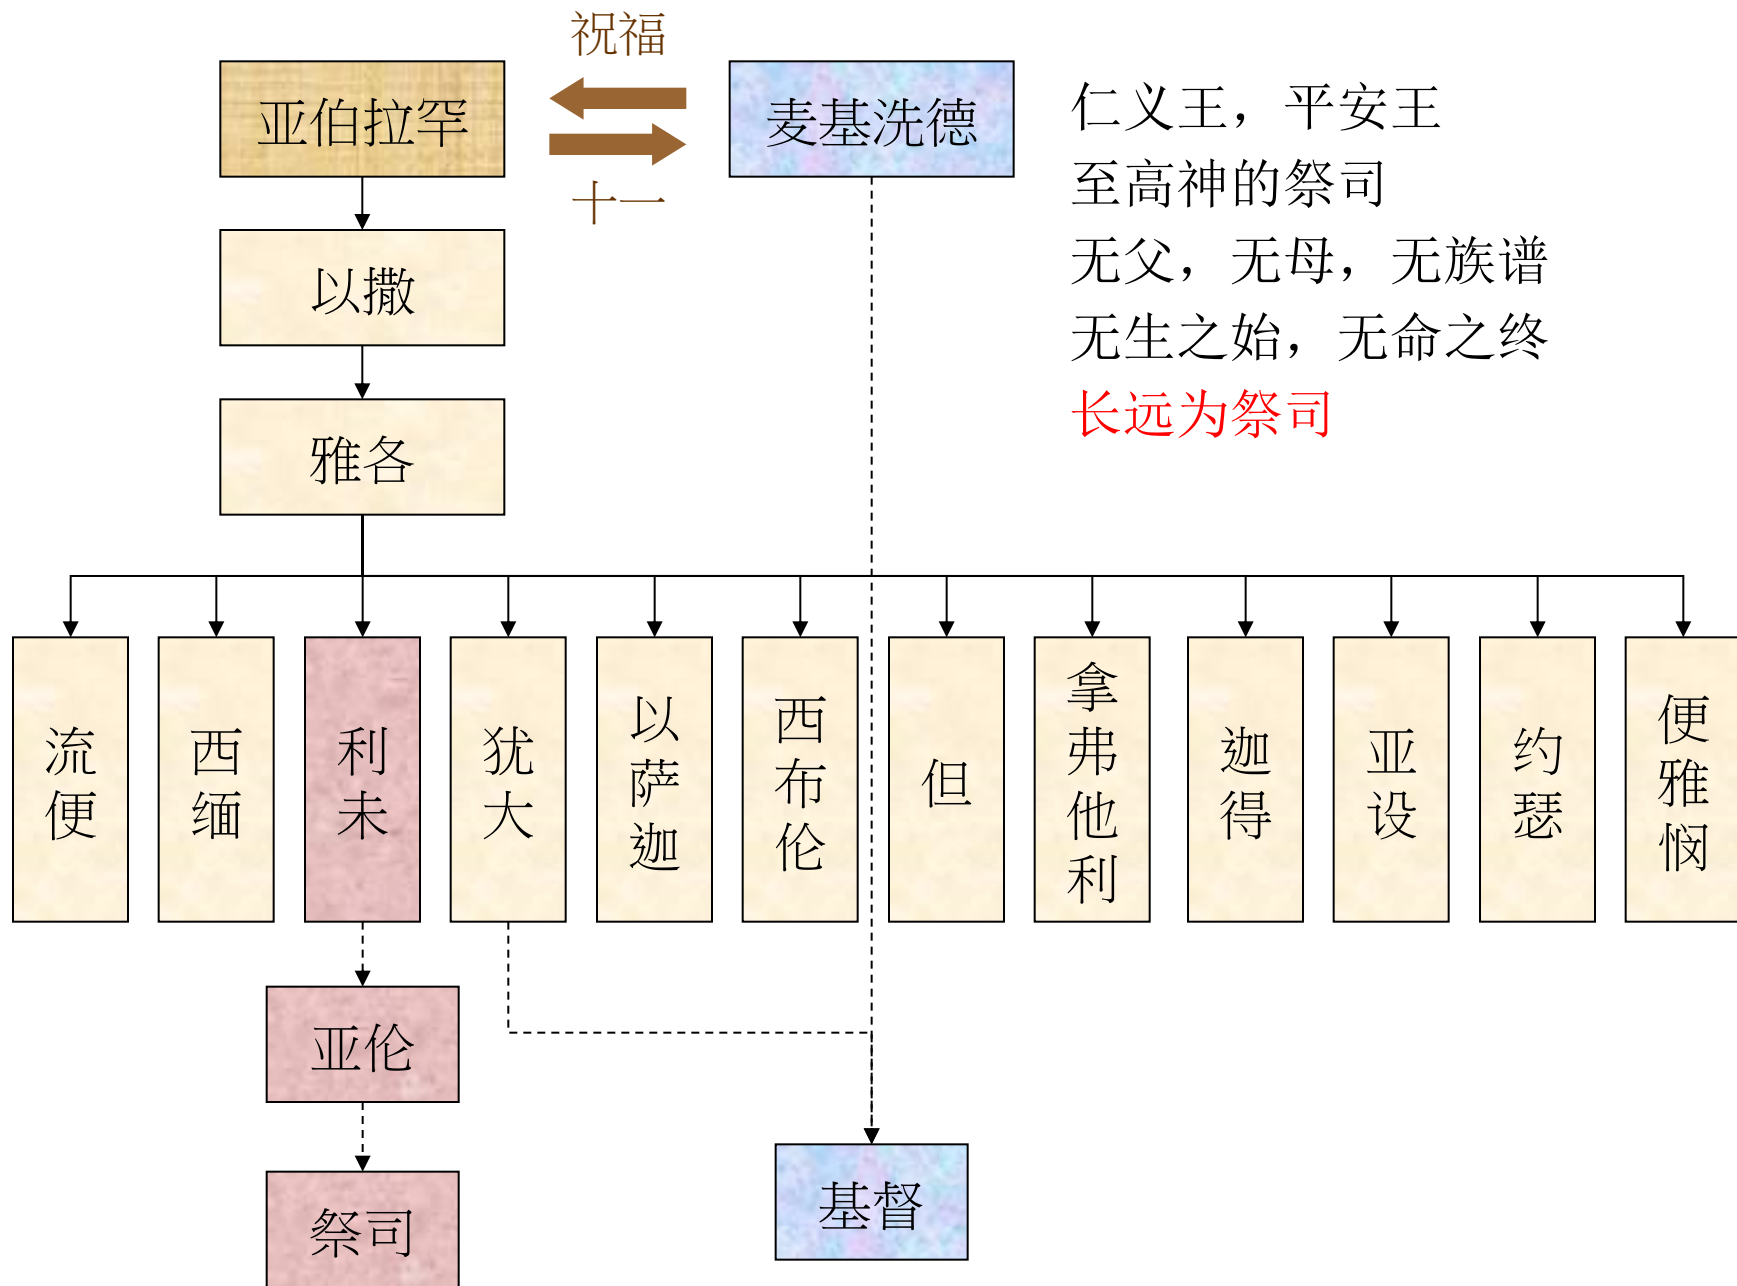 祝福
亚伯拉罕
麦基洗德
十一
仁义王，平安王
至高神的祭司
无父，无母，无族谱
无生之始，无命之终
长远为祭司
以撒
雅各
流便
西缅
利未
犹大
以萨迦
西布伦
但
拿弗他利
迦得
亚设
约瑟
便雅悯
亚伦
祭司
基督